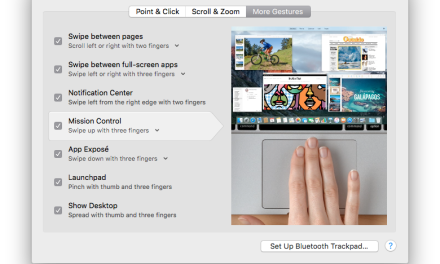 Point & Click
Scroll & Zoom
More Gestures
Swipe between pages
Scroll left or right with two fingers
Swipe between full-screen apps
Swipe left or right with three fingers
Notification Center
Swipe left from the right edge with two fingers
Mission Control
Swipe up with three fingers
App Exposé
Swipe down with three fingers
Launchpad
Pinch with thumb and three fingers
Show Desktop
Spread with thumb and three fingers
GALÁPAGOS
Set Up Bluetooth Trackpad...
?